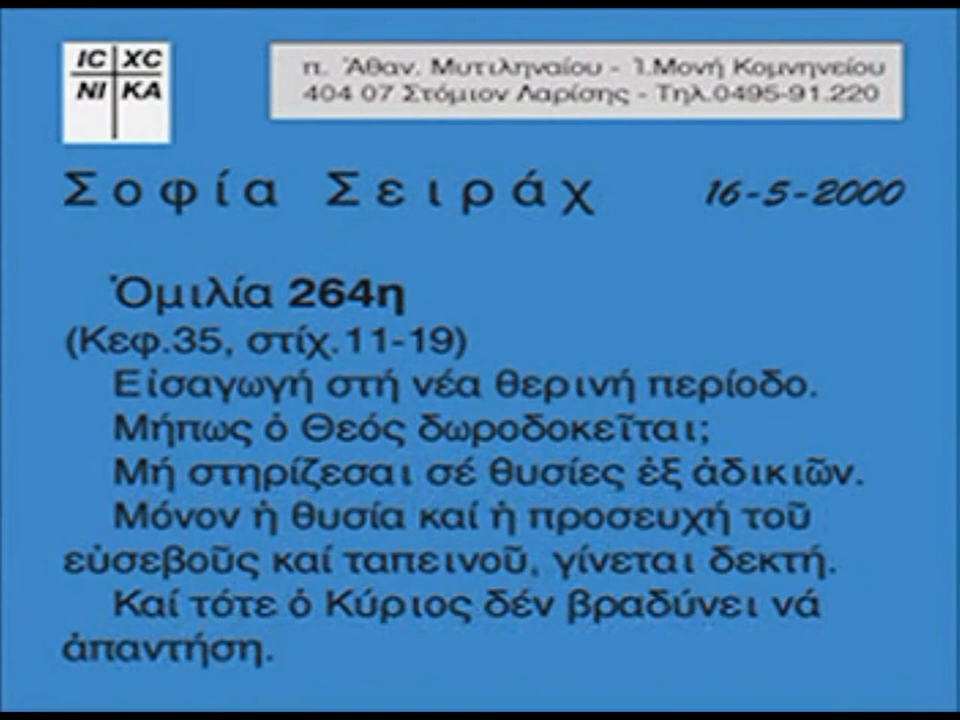 IC XC
NI KA
π. Ἀθαν. Μυτιληναίου - Ἱ.Μονή Κομνηνείου
404 07 Στόμιον Λαρίσης - Τηλ.0495-91.220
Σοφία Σειράχ 16-5-2000
Ὁμιλία 264η
(Κεφ.35, στίχ.11-19)
Εἰσαγωγή στή νέα θερινή περίοδο.
Μήπως ὁ Θεός δωροδοκεῖται;
Μή στηρίζεσαι σέ θυσίες ἐξ ἀδικιῶν.
Μόνον ἡ θυσία καί ἡ προσευχή τοῦ
εὐσεβοῦς καί ταπεινοῦ, γίνεται δεκτή.
Καί τότε ὁ Κύριος δέν βραδύνει νά
ἀπαντήση.